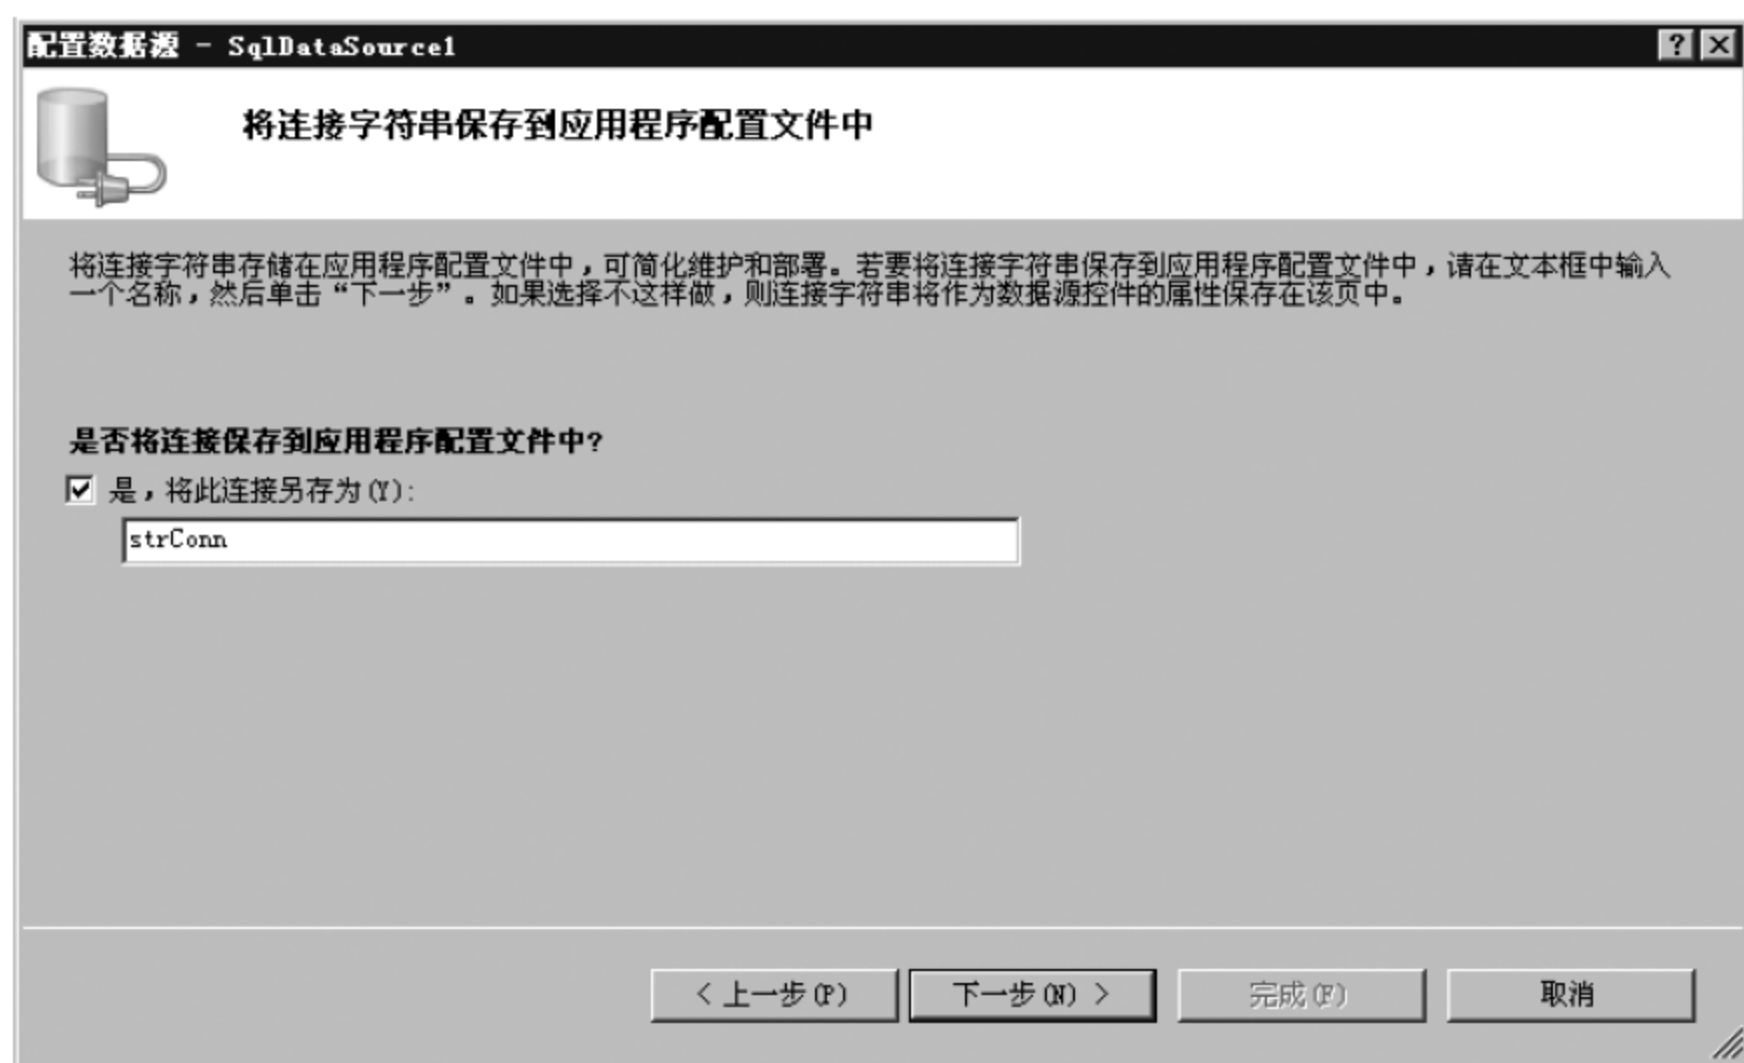 配置数据源 - SqlDataSource1
将连接字符串保存到应用程序配置文件中
将连接字符串存储在应用程序配置文件中，可简化维护和部署。若要将连接字符串保存到应用程序配置文件中，请在文本框中输入
一个名称，然后单击“下一步”。如果选择不这样做，则连接字符串将作为数据源控件的属性保存在该页中。
是否将连接保存到应用程序配置文件中?
是，将此连接另存为(Y):
strConn
< 上一步(P) 下一步(N) > 完成(F) 取消